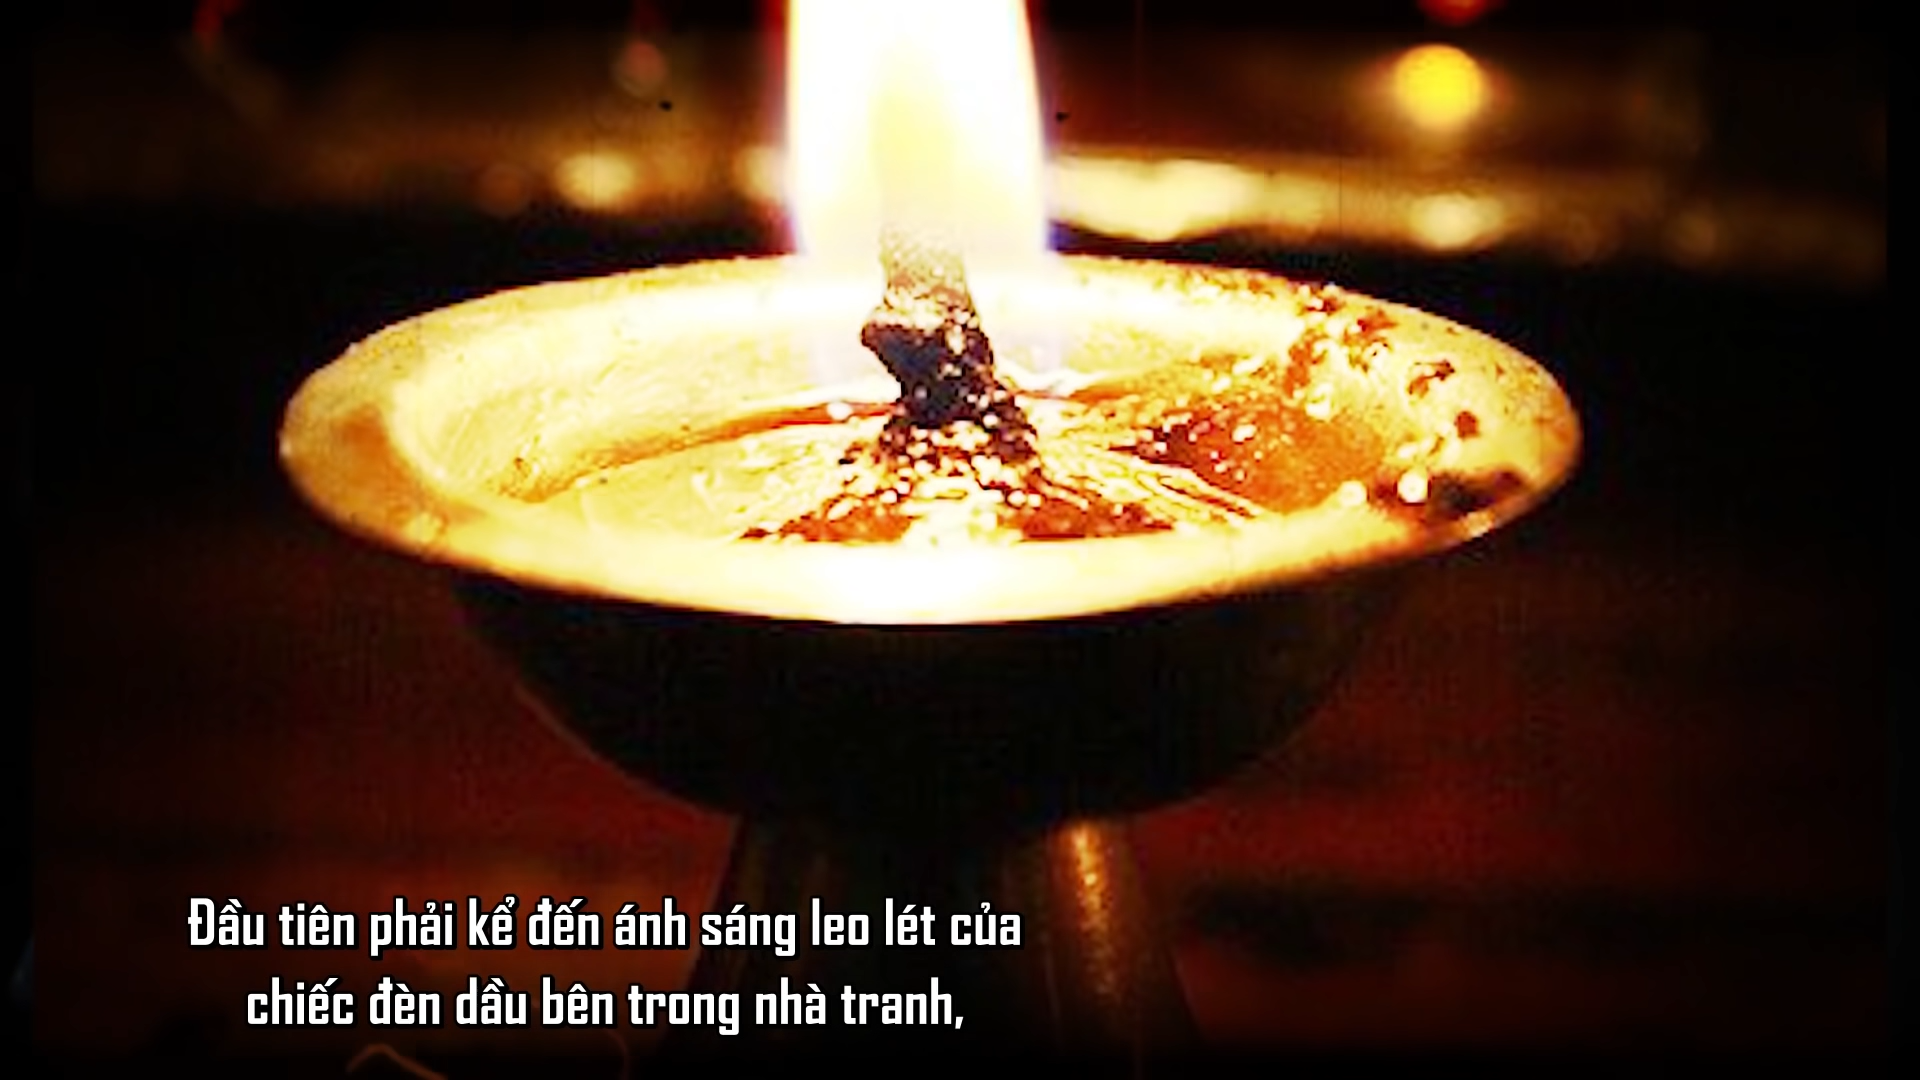 Đầu tiên phải kể đến ánh sáng leo lét của
chiếc đèn dầu bên trong nhà tranh,